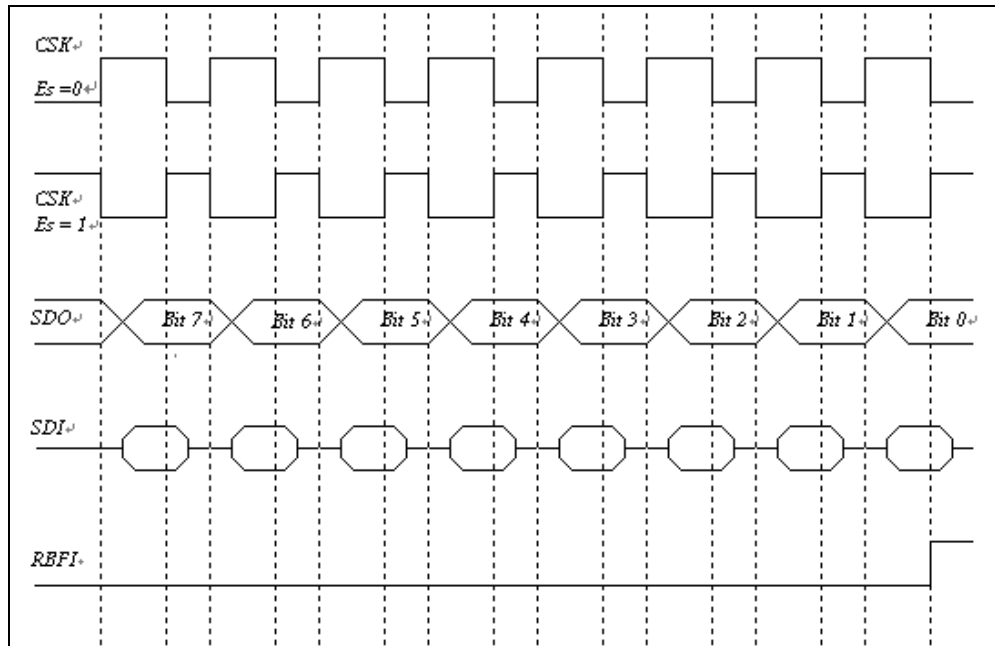 CSK↵
Es =0↵
CSK↵
Es = 1↵
SDO↵ Bit 7↵ Bit 6↵ Bit 5↵ Bit 4↵ Bit 3↵ Bit 2↵ Bit 1↵ Bit 0↵
SDI↵
RBFI↵